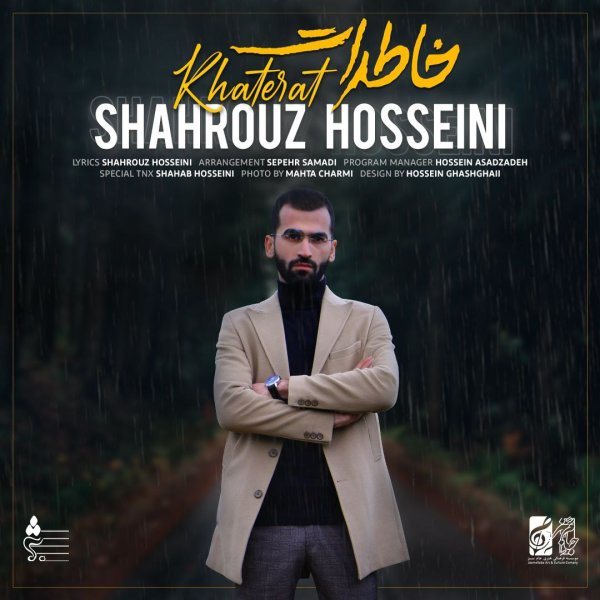 خاطرات
Khaterat
SHAHROUZ HOSSEINI
LYRICS SHAHROUZ HOSSEINI ARRANGEMENT SEPEHR SAMADI PROGRAM MANAGER HOSSEIN ASADZADEH
SPECIAL TNX SHAHAB HOSSEINI PHOTO BY MAHTA CHARMI DESIGN BY HOSSEIN GHASHGHAII